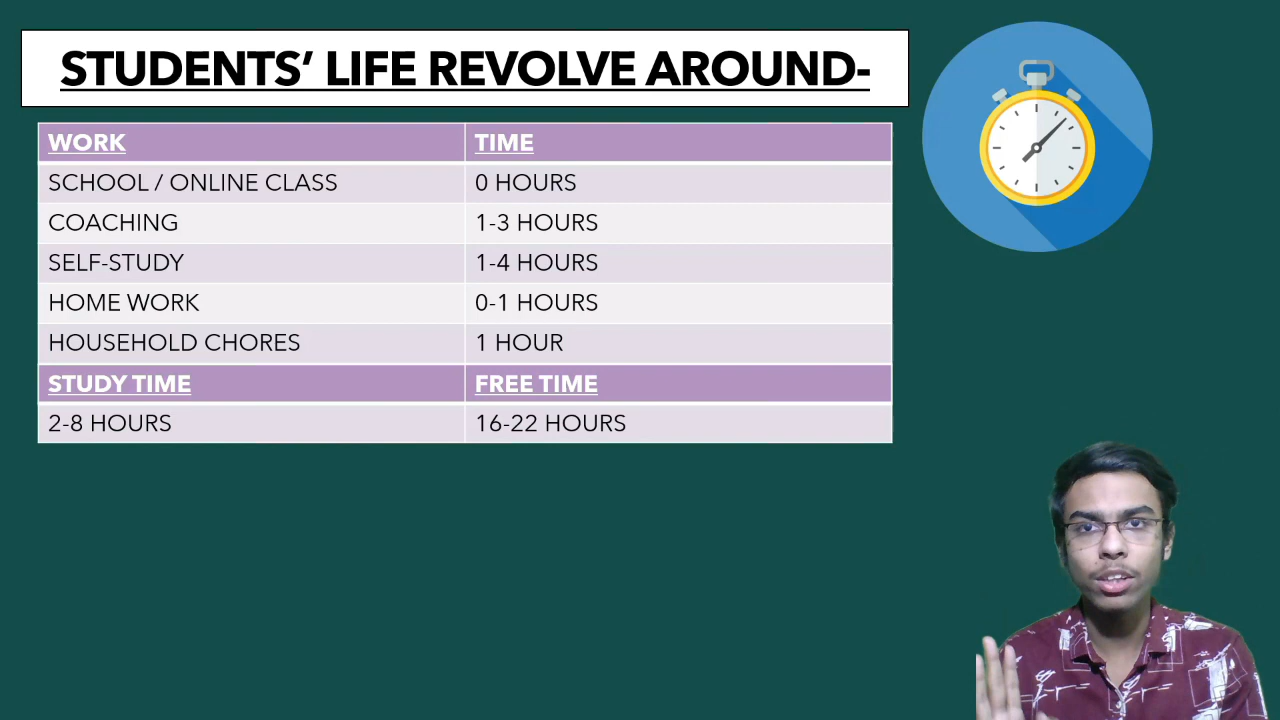 STUDENTS’ LIFE REVOLVE AROUND-
WORK TIME
SCHOOL / ONLINE CLASS 0 HOURS
COACHING 1-3 HOURS
SELF-STUDY 1-4 HOURS
HOME WORK 0-1 HOURS
HOUSEHOLD CHORES 1 HOUR
STUDY TIME FREE TIME
2-8 HOURS 16-22 HOURS